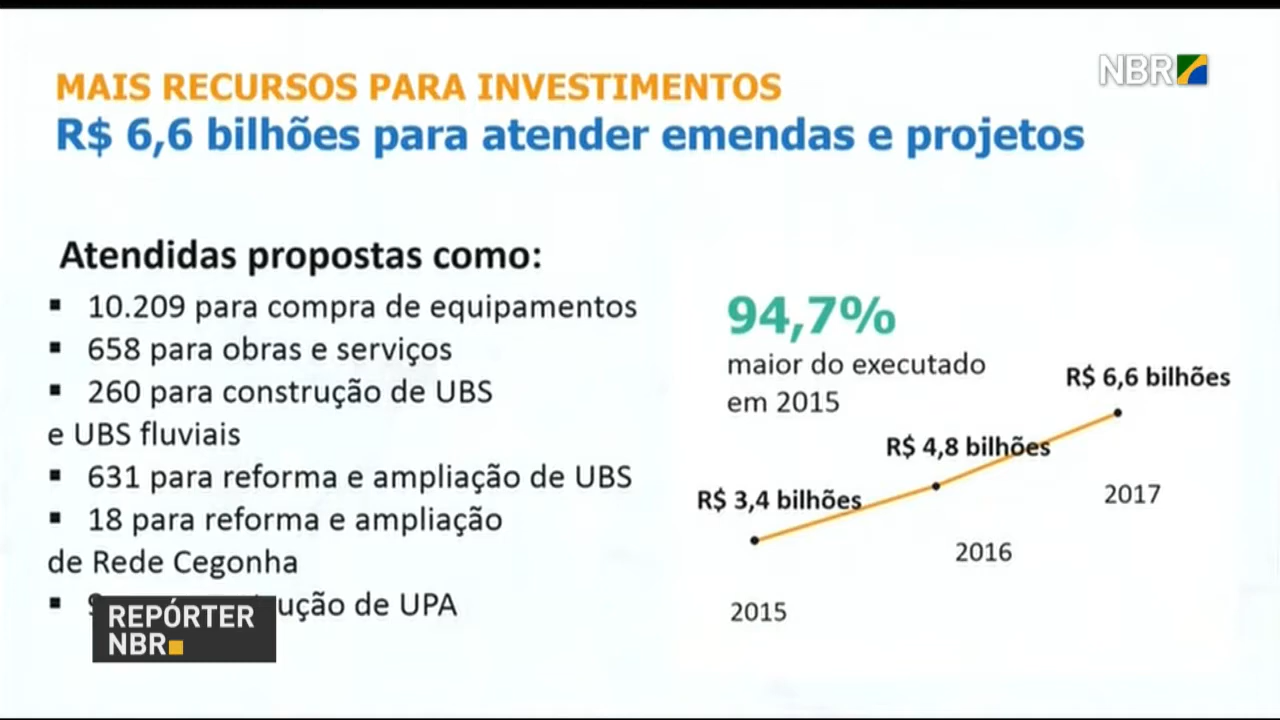 NBR
MAIS RECURSOS PARA INVESTIMENTOS
R$ 6,6 bilhões para atender emendas e projetos
Atendidas propostas como:
▪ 10.209 para compra de equipamentos
▪ 658 para obras e serviços
▪ 260 para construção de UBS
e UBS fluviais
▪ 631 para reforma e ampliação de UBS
▪ 18 para reforma e ampliação
de Rede Cegonha
▪ ução de UPA
REPÓRTER
NBR
94,7%
maior do executado
em 2015
R$ 3,4 bilhões
R$ 4,8 bilhões
R$ 6,6 bilhões
2015
2016
2017